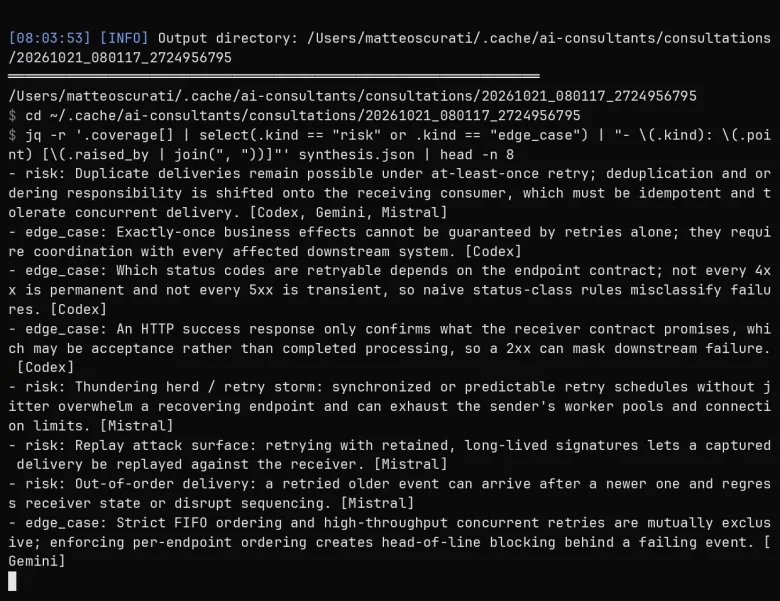 [08:03:53] [INFO] Output directory: /Users/matteoscurati/.cache/ai-consultants/consultations
/20261021_080117_2724956795
/Users/matteoscurati/.cache/ai-consultants/consultations/20261021_080117_2724956795
$ cd ~/.cache/ai-consultants/consultations/20261021_080117_2724956795
$ jq -r '.coverage[] | select(.kind == "risk" or .kind == "edge_case") | "- \(.kind): \(.poi
nt) [\(.raised_by | join(", "))]"' synthesis.json | head -n 8
- risk: Duplicate deliveries remain possible under at-least-once retry; deduplication and or
dering responsibility is shifted onto the receiving consumer, which must be idempotent and t
olerate concurrent delivery. [Codex, Gemini, Mistral]
- edge_case: Exactly-once business effects cannot be guaranteed by retries alone; they requi
re coordination with every affected downstream system. [Codex]
- edge_case: Which status codes are retryable depends on the endpoint contract; not every 4x
x is permanent and not every 5xx is transient, so naive status-class rules misclassify failu
res. [Codex]
- edge_case: An HTTP success response only confirms what the receiver contract promises, whi
ch may be acceptance rather than completed processing, so a 2xx can mask downstream failure.
 [Codex]
- risk: Thundering herd / retry storm: synchronized or predictable retry schedules without j
itter overwhelm a recovering endpoint and can exhaust the sender's worker pools and connecti
on limits. [Mistral]
- risk: Replay attack surface: retrying with retained, long-lived signatures lets a captured
 delivery be replayed against the receiver. [Mistral]
- risk: Out-of-order delivery: a retried older event can arrive after a newer one and regres
s receiver state or disrupt sequencing. [Mistral]
- edge_case: Strict FIFO ordering and high-throughput concurrent retries are mutually exclus
ive; enforcing per-endpoint ordering creates head-of-line blocking behind a failing event. [
Gemini]